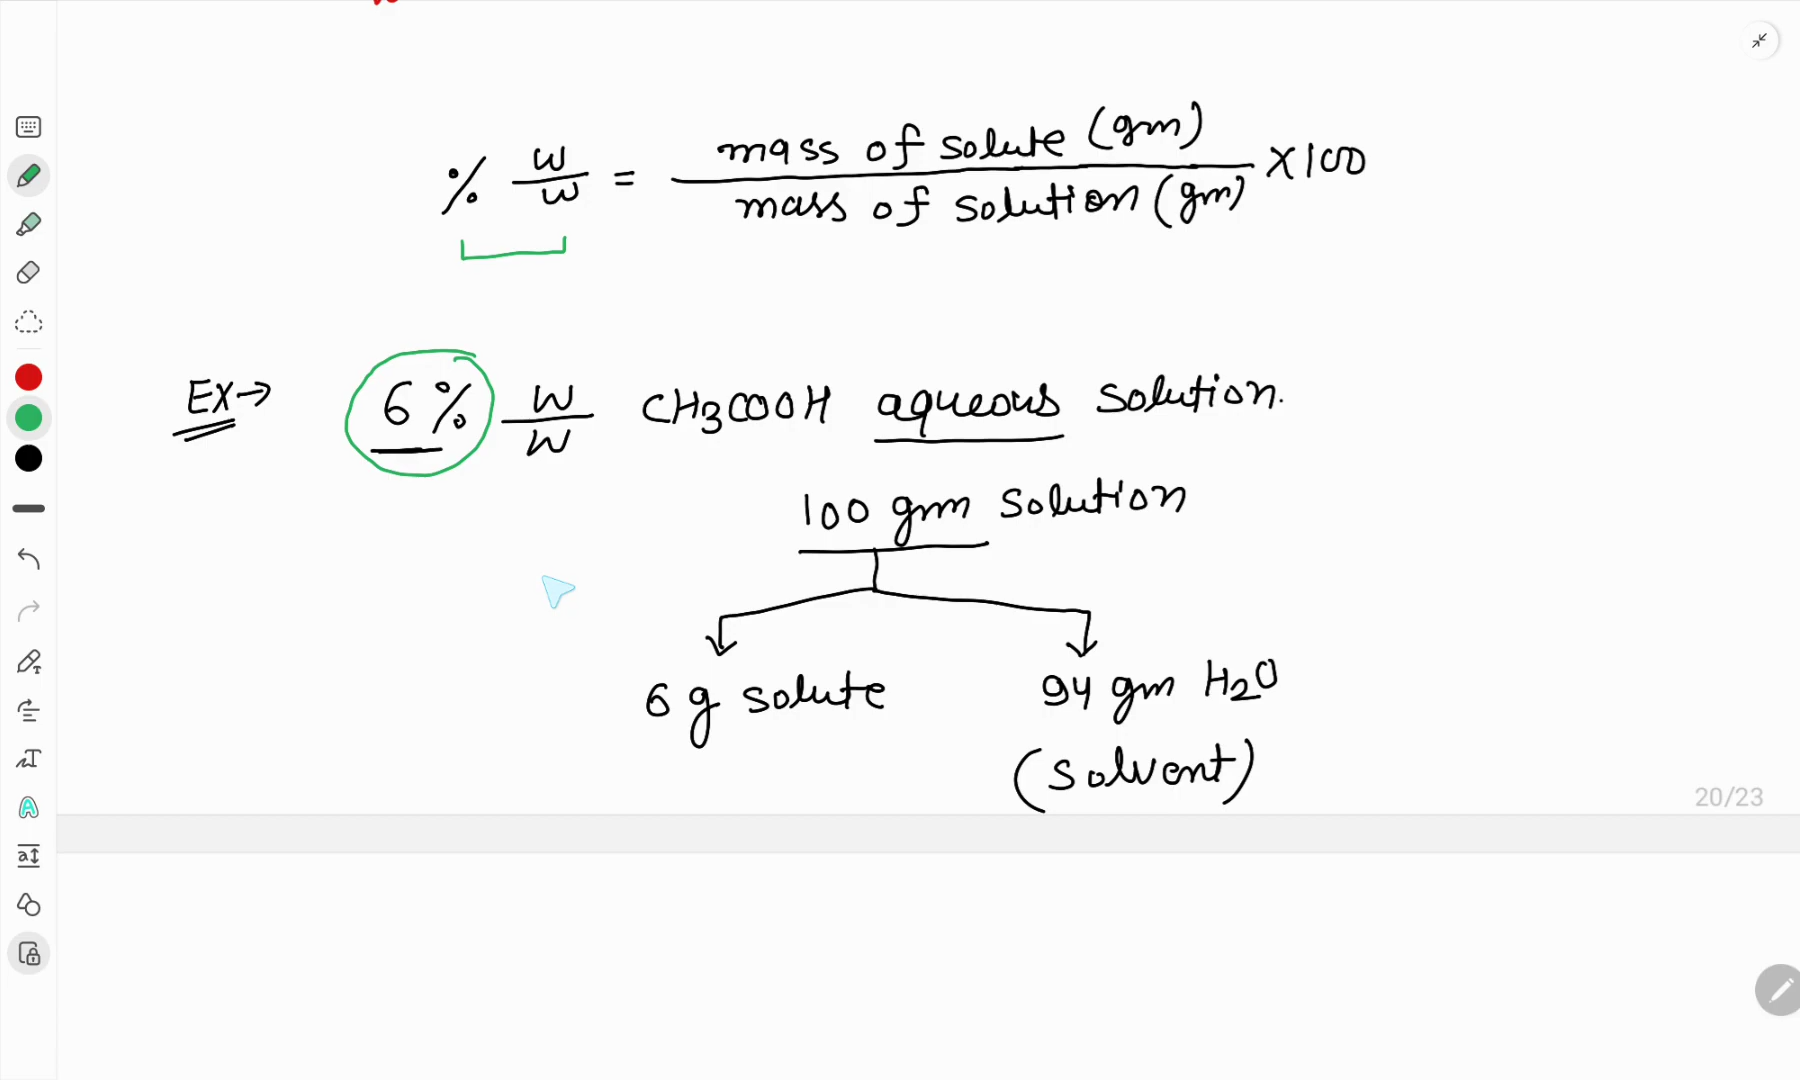 % w/w = mass of solute (gm) / mass of solution (gm) × 100
EX→ 6% W/W CH3COOH aqueous solution.
100 gm solution
6 g solute 94 gm H2O
(solvent)
20/23